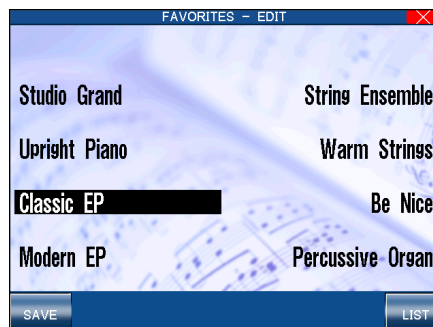 FAVORITES - EDIT
Studio Grand
String Ensemble
Upright Piano
Warm Strings
Classic EP
Be Nice
Modern EP
Percussive Organ
SAVE
LIST